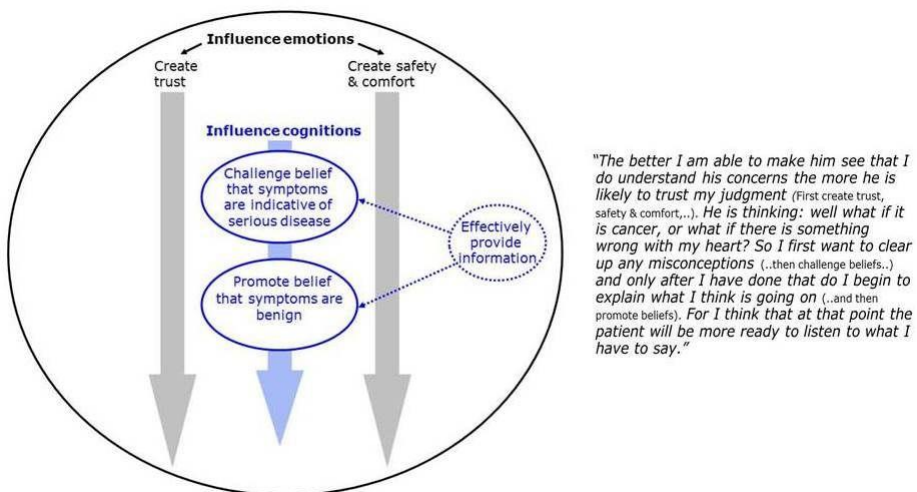 Influence emotions
Create
trust
Create safety
& comfort
Influence cognitions
Challenge belief
that symptoms
are indicative of
serious disease
Effectively
provide
information
Promote belief
that symptoms are
benign
"The better I am able to make him see that I
do understand his concerns the more he is
likely to trust my judgment (First create trust,
safety & comfort,..). He is thinking: well what if it
is cancer, or what if there is something
wrong with my heart? So I first want to clear
up any misconceptions (..then challenge beliefs..)
and only after I have done that do I begin to
explain what I think is going on (..and then
promote beliefs). For I think that at that point the
patient will be more ready to listen to what I
have to say."